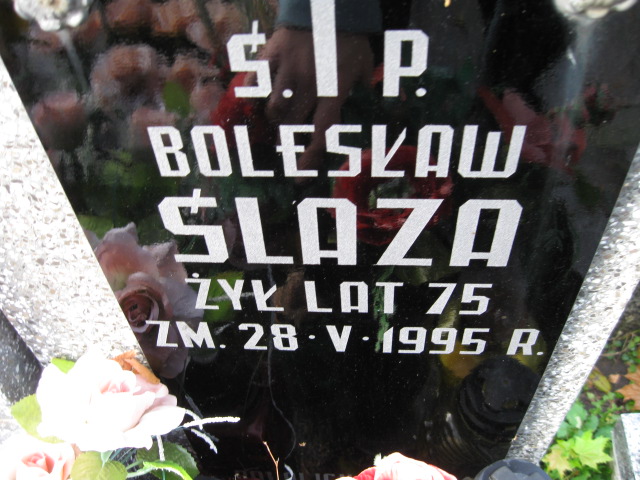 Ś. P.
BOLESŁAW
ŚLAZA
ŻYŁ LAT 75
ZM. 28·V·1995 R.